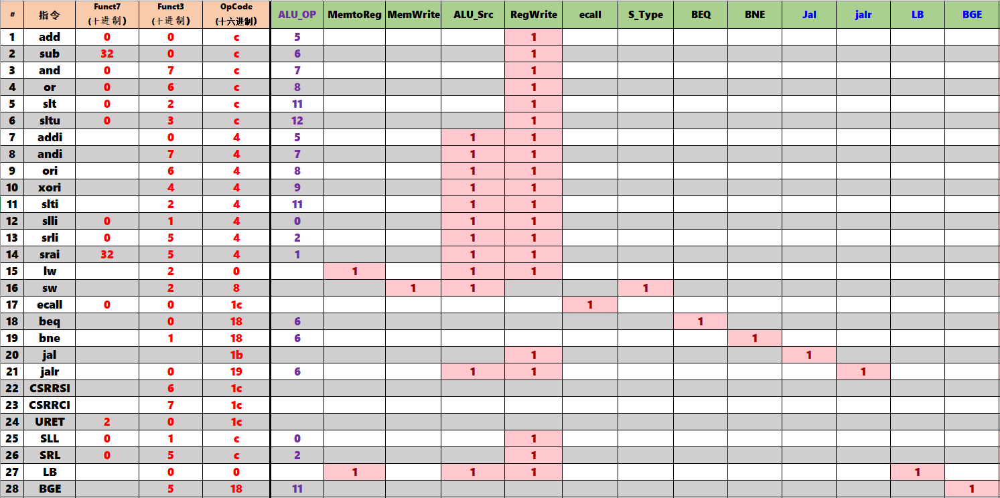 # 指令 Funct7 (十进制) Funct3 (十进制) OpCode (十六进制) ALU_OP MemtoReg MemWrite ALU_Src RegWrite ecall S_Type BEQ BNE Jal jalr LB BGE
1 add 0 0 c 5 1
2 sub 32 0 c 6 1
3 and 0 7 c 7 1
4 or 0 6 c 8 1
5 slt 0 2 c 11 1
6 sltu 0 3 c 12 1
7 addi 0 4 5 1 1
8 andi 7 4 7 1 1
9 ori 6 4 8 1 1
10 xori 4 4 9 1 1
11 slti 2 4 11 1 1
12 slli 0 1 4 0 1 1
13 srli 0 5 4 2 1 1
14 srai 32 5 4 1 1 1
15 lw 2 0 1 1 1
16 sw 2 8 1 1 1
17 ecall 0 0 1c 1
18 beq 0 18 6 1
19 bne 1 18 6 1
20 jal 1b 1 1
21 jalr 0 19 6 1 1 1
22 CSRRSI 6 1c
23 CSRRCI 7 1c
24 URET 2 0 1c
25 SLL 0 1 c 0 1
26 SRL 0 5 c 2 1
27 LB 0 0 1 1 1 1
28 BGE 5 18 11 1